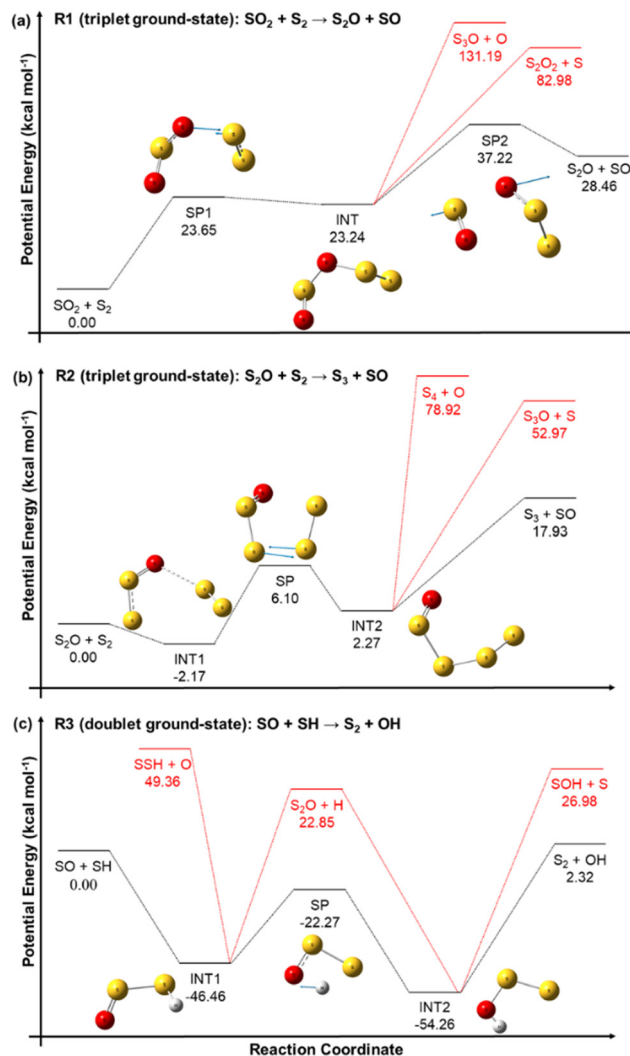 (a) R1 (triplet ground-state): SO₂ + S₂ → S₂O + SO
Potential Energy (kcal mol⁻¹)
S₃O + O
131.19
S₂O₂ + S
82.98
SP2
37.22
S₂O + SO
28.46
SP1
23.65
INT
23.24
SO₂ + S₂
0.00
(b) R2 (triplet ground-state): S₂O + S₂ → S₃ + SO
Potential Energy (kcal mol⁻¹)
S₄ + O
78.92
S₃O + S
52.97
S₃ + SO
17.93
SP
6.10
INT2
2.27
S₂O + S₂
0.00
INT1
-2.17
(c) R3 (doublet ground-state): SO + SH → S₂ + OH
Potential Energy (kcal mol⁻¹)
SSH + O
49.36
S₂O + H
22.85
SOH + S
26.98
SO + SH
0.00
S₂ + OH
2.32
SP
-22.27
INT1
-46.46
INT2
-54.26
Reaction Coordinate